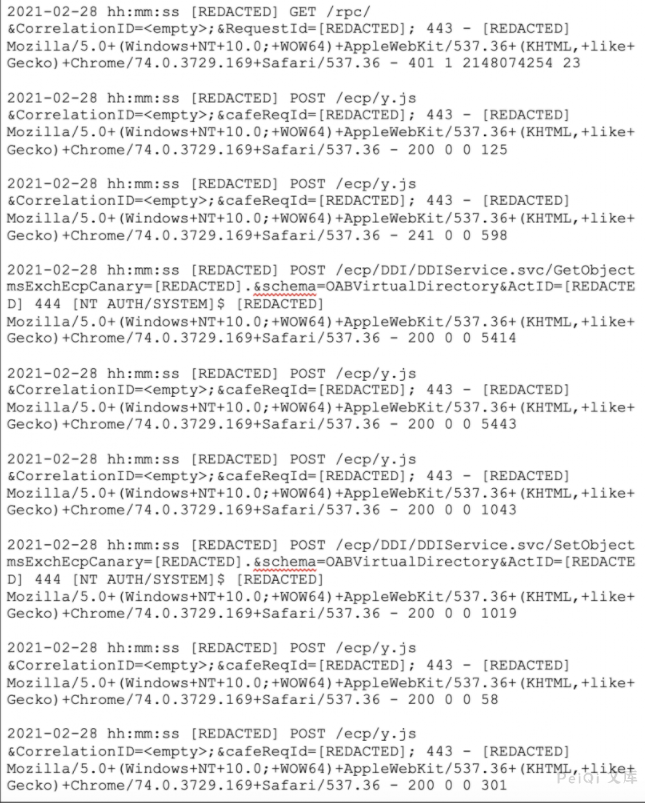 2021-02-28 hh:mm:ss [REDACTED] GET /rpc/
&CorrelationID=<empty>;&RequestId=[REDACTED]; 443 - [REDACTED]
Mozilla/5.0+(Windows+NT+10.0;+WOW64)+AppleWebKit/537.36+(KHTML,+like+
Gecko)+Chrome/74.0.3729.169+Safari/537.36 - 401 1 2148074254 23
2021-02-28 hh:mm:ss [REDACTED] POST /ecp/y.js
&CorrelationID=<empty>;&cafeReqId=[REDACTED]; 443 - [REDACTED]
Mozilla/5.0+(Windows+NT+10.0;+WOW64)+AppleWebKit/537.36+(KHTML,+like+
Gecko)+Chrome/74.0.3729.169+Safari/537.36 - 200 0 0 125
2021-02-28 hh:mm:ss [REDACTED] POST /ecp/y.js
&CorrelationID=<empty>;&cafeReqId=[REDACTED]; 443 - [REDACTED]
Mozilla/5.0+(Windows+NT+10.0;+WOW64)+AppleWebKit/537.36+(KHTML,+like+
Gecko)+Chrome/74.0.3729.169+Safari/537.36 - 241 0 0 598
2021-02-28 hh:mm:ss [REDACTED] POST /ecp/DDI/DDIService.svc/GetObject
msExchEcpCanary=[REDACTED].&schema=OABVirtualDirectory&ActID=[REDACTE
D] 444 [NT AUTH/SYSTEM]$ [REDACTED]
Mozilla/5.0+(Windows+NT+10.0;+WOW64)+AppleWebKit/537.36+(KHTML,+like+
Gecko)+Chrome/74.0.3729.169+Safari/537.36 - 200 0 0 5414
2021-02-28 hh:mm:ss [REDACTED] POST /ecp/y.js
&CorrelationID=<empty>;&cafeReqId=[REDACTED]; 443 - [REDACTED]
Mozilla/5.0+(Windows+NT+10.0;+WOW64)+AppleWebKit/537.36+(KHTML,+like+
Gecko)+Chrome/74.0.3729.169+Safari/537.36 - 200 0 0 5443
2021-02-28 hh:mm:ss [REDACTED] POST /ecp/y.js
&CorrelationID=<empty>;&cafeReqId=[REDACTED]; 443 - [REDACTED]
Mozilla/5.0+(Windows+NT+10.0;+WOW64)+AppleWebKit/537.36+(KHTML,+like+
Gecko)+Chrome/74.0.3729.169+Safari/537.36 - 200 0 0 1043
2021-02-28 hh:mm:ss [REDACTED] POST /ecp/DDI/DDIService.svc/SetObject
msExchEcpCanary=[REDACTED].&schema=OABVirtualDirectory&ActID=[REDACTE
D] 444 [NT AUTH/SYSTEM]$ [REDACTED]
Mozilla/5.0+(Windows+NT+10.0;+WOW64)+AppleWebKit/537.36+(KHTML,+like+
Gecko)+Chrome/74.0.3729.169+Safari/537.36 - 200 0 0 1019
2021-02-28 hh:mm:ss [REDACTED] POST /ecp/y.js
&CorrelationID=<empty>;&cafeReqId=[REDACTED]; 443 - [REDACTED]
Mozilla/5.0+(Windows+NT+10.0;+WOW64)+AppleWebKit/537.36+(KHTML,+like+
Gecko)+Chrome/74.0.3729.169+Safari/537.36 - 200 0 0 58
2021-02-28 hh:mm:ss [REDACTED] POST /ecp/y.js
&CorrelationID=<empty>;&cafeReqId=[REDACTED]; 443 - [REDACTED]
Mozilla/5.0+(Windows+NT+10.0;+WOW64)+AppleWebKit/537.36+(KHTML,+like+
Gecko)+Chrome/74.0.3729.169+Safari/537.36 - 200 0 0 301
PeiQi 文库